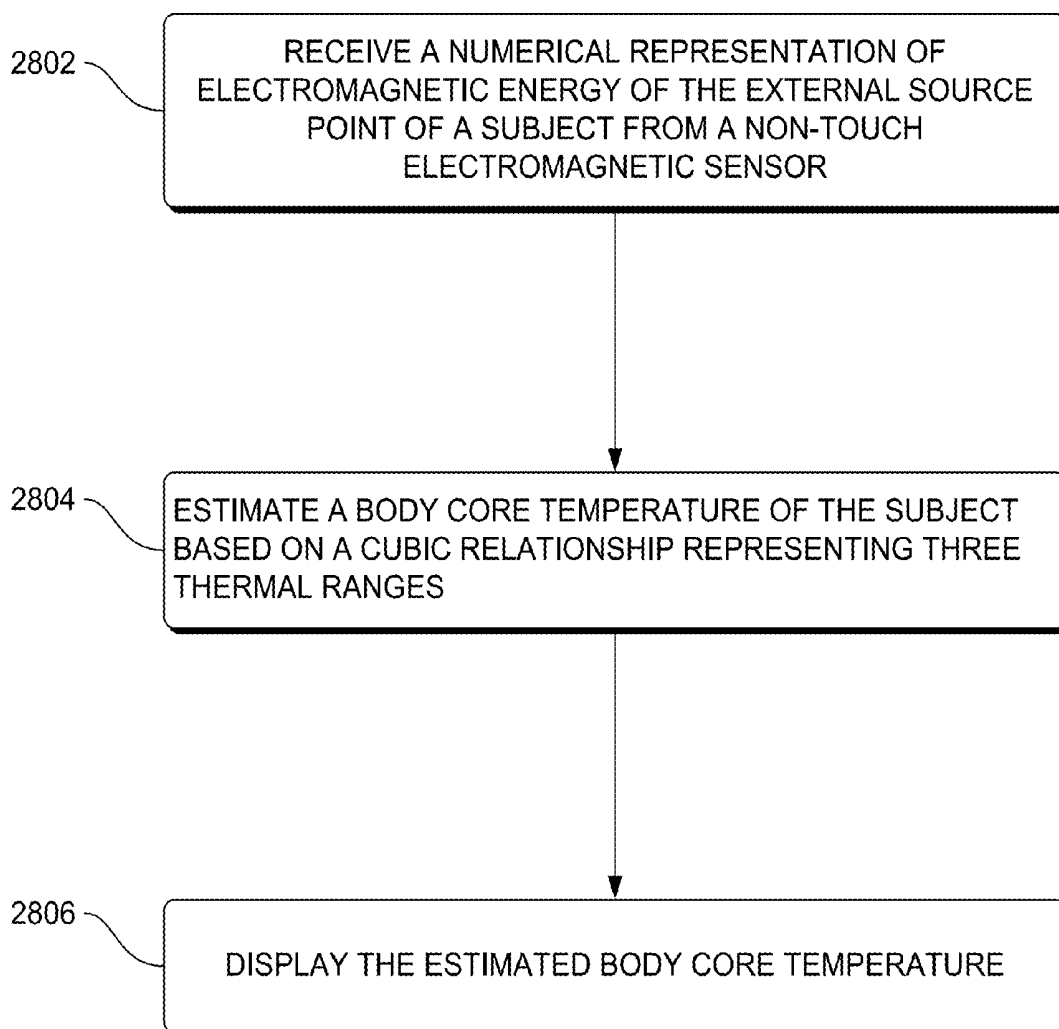 2802
RECEIVE A NUMERICAL REPRESENTATION OF
ELECTROMAGNETIC ENERGY OF THE EXTERNAL SOURCE
POINT OF A SUBJECT FROM A NON-TOUCH
ELECTROMAGNETIC SENSOR
2804
ESTIMATE A BODY CORE TEMPERATURE OF THE SUBJECT
BASED ON A CUBIC RELATIONSHIP REPRESENTING THREE
THERMAL RANGES
2806
DISPLAY THE ESTIMATED BODY CORE TEMPERATURE